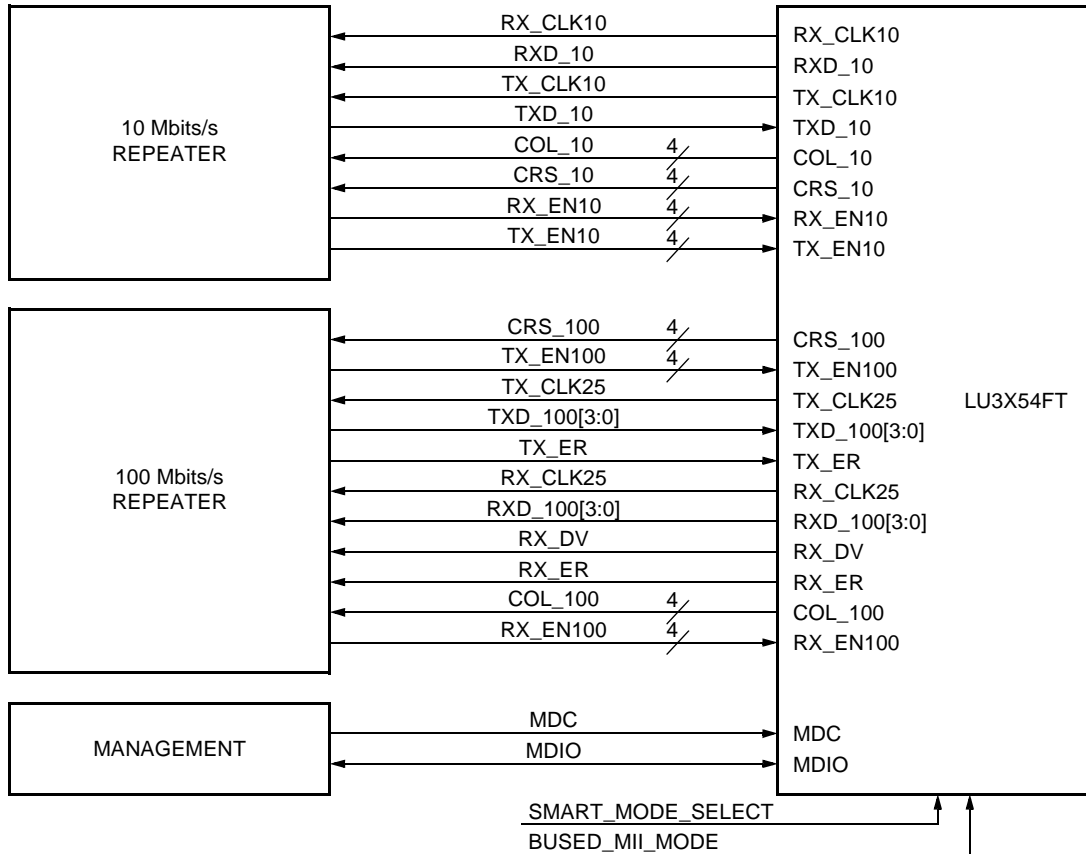 RX_CLK10
RX_CLK10
RXD_10
RXD_10
TX_CLK10
TX_CLK10
10 Mbits/s
REPEATER
TXD_10
TXD_10
COL_10
4
COL_10
CRS_10
4
CRS_10
RX_EN10
4
RX_EN10
TX_EN10
4
TX_EN10
CRS_100
4
CRS_100
TX_EN100
4
TX_EN100
TX_CLK25
TX_CLK25
LU3X54FT
TXD_100[3:0]
TXD_100[3:0]
TX_ER
TX_ER
100 Mbits/s
REPEATER
RX_CLK25
RX_CLK25
RXD_100[3:0]
RXD_100[3:0]
RX_DV
RX_DV
RX_ER
RX_ER
COL_100
4
COL_100
RX_EN100
4
RX_EN100
MANAGEMENT
MDC
MDC
MDIO
MDIO
SMART_MODE_SELECT
BUSED_MII_MODE